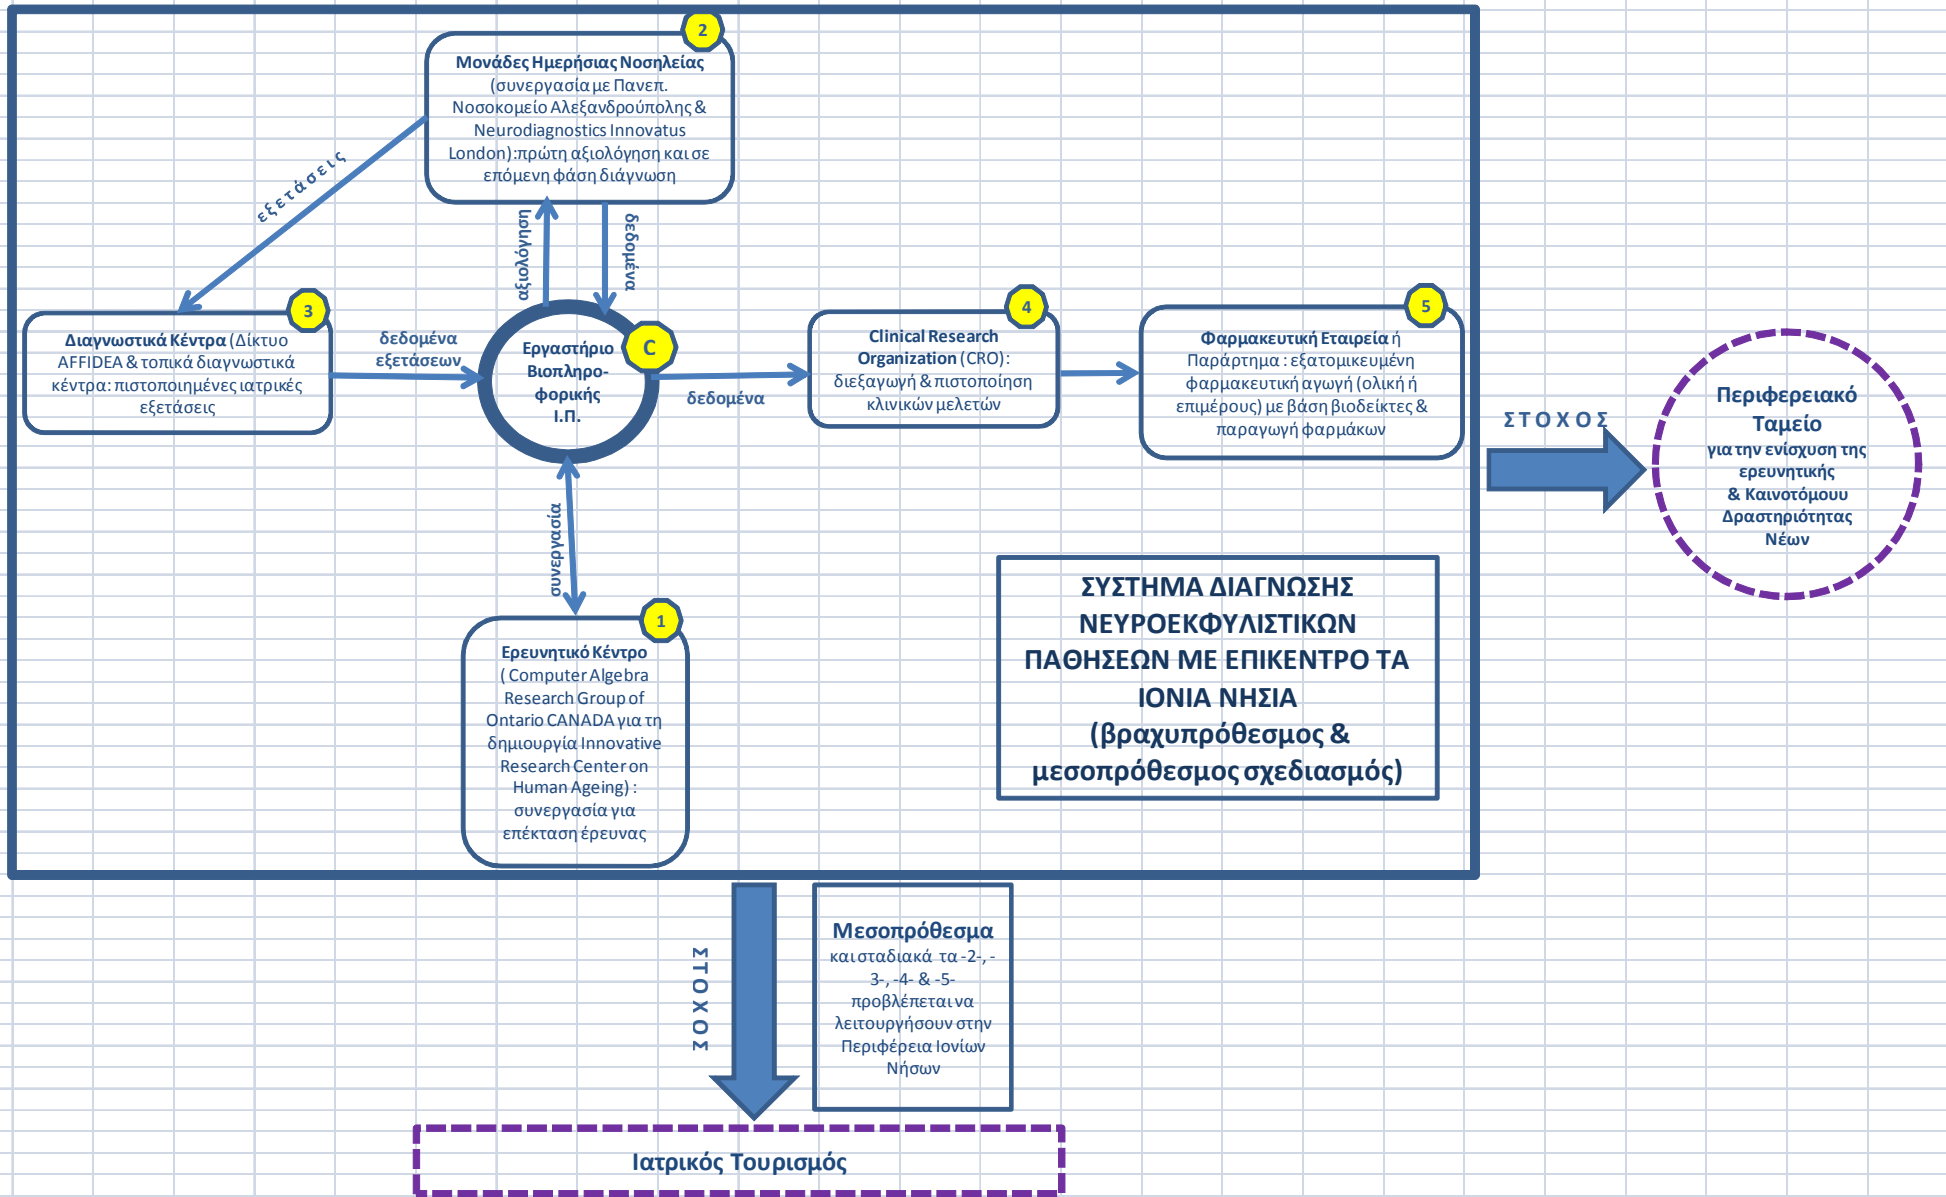 2
Μονάδες Ημερήσιας Νοσηλείας
(συνεργασία με Πανεπ.
Νοσοκομείο Αλεξανδρούπολης &
Neurodiagnostics Innovatus
London):πρώτη αξιολόγηση και σε
επόμενη φάση διάγνωση
εξετάσεις
αξιολόγηση
δεδομένα
3
Διαγνωστικά Κέντρα (Δίκτυο
AFFIDEA & τοπικά διαγνωστικά
κέντρα: πιστοποιημένες ιατρικές
εξετάσεις
δεδομένα
εξετάσεων
C
Εργαστήριο
Βιοπληρο-
φορικής
Ι.Π.
δεδομένα
4
Clinical Research
Organization (CRO) :
διεξαγωγή & πιστοποίηση
κλινικών μελετών
5
Φαρμακευτική Εταιρεία ή
Παράρτημα : εξατομικευμένη
φαρμακευτική αγωγή (ολική ή
επιμέρους) με βάση βιοδείκτες &
παραγωγή φαρμάκων
ΣΤΟΧΟΣ
Περιφερειακό
Ταμείο
για την ενίσχυση της
ερευνητικής
& Καινοτόμουυ
Δραστηριότητας
Νέων
συνεργασία
1
Ερευνητικό Κέντρο
( Computer Algebra
Research Group of
Ontario CANADA για τη
δημιουργία Innovative
Research Center on
Human Ageing) :
συνεργασία για
επέκταση έρευνας
ΣΥΣΤΗΜΑ ΔΙΑΓΝΩΣΗΣ
ΝΕΥΡΟΕΚΦΥΛΙΣΤΙΚΩΝ
ΠΑΘΗΣΕΩΝ ΜΕ ΕΠΙΚΕΝΤΡΟ ΤΑ
ΙΟΝΙΑ ΝΗΣΙΑ
(βραχυπρόθεσμος &
μεσοπρόθεσμος σχεδιασμός)
ΣΤΟΧΟΣ
Μεσοπρόθεσμα
και σταδιακά τα -2-, -
3-, -4- & -5-
προβλέπεται να
λειτουργήσουν στην
Περιφέρεια Ιονίων
Νήσων
Ιατρικός Τουρισμός